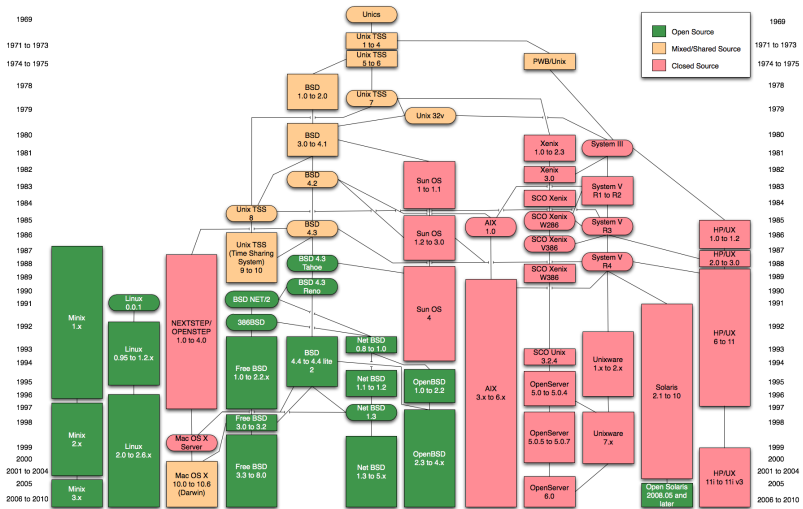 1969
1971 to 1973
1974 to 1975
1978
1979
1980
1981
1982
1983
1984
1985
1986
1987
1988
1989
1990
1991
1992
1993
1994
1995
1996
1997
1998
1999
2000
2001 to 2004
2005
2006 to 2010
Unics
Unix TSS
1 to 4
Unix TSS
5 to 6
PWB/Unix
Open Source
Mixed/Shared Source
Closed Source
BSD
1.0 to 2.0
Unix TSS
7
Unix 32v
BSD
3.0 to 4.1
Xenix
1.0 to 2.3
System III
Xenix
3.0
BSD
4.2
Sun OS
1 to 1.1
SCO Xenix
System V
R1 to R2
Unix TSS
8
SCO Xenix
W286
BSD
4.3
Sun OS
1.2 to 3.0
AIX
1.0
System V
R3
HP/UX
1.0 to 1.2
Unix TSS
(Time Sharing
System)
9 to 10
SCO Xenix
V386
HP/UX
2.0 to 3.0
BSD 4.3
Tahoe
System V
R4
SCO Xenix
W386
BSD 4.3
Reno
BSD NET/2
Linux
0.0.1
Minix
1.x
NEXTSTEP/
OPENSTEP
1.0 to 4.0
386BSD
Sun OS
4
HP/UX
6 to 11
Linux
0.95 to 1.2.x
Free BSD
1.0 to 2.2.x
BSD
4.4 to 4.4 lite
2
Net BSD
0.8 to 1.0
SCO Unix
3.2.4
Unixware
1.x to 2.x
Net BSD
1.1 to 1.2
OpenBSD
1.0 to 2.2
AIX
3.x to 6.x
OpenServer
5.0 to 5.0.4
Solaris
2.1 to 10
Net BSD
1.3
Free BSD
3.0 to 3.2
Minix
2.x
Linux
2.0 to 2.6.x
Mac OS X
Server
OpenServer
5.0.5 to 5.0.7
Unixware
7.x
Free BSD
3.3 to 8.0
Net BSD
1.3 to 5.x
OpenBSD
2.3 to 4.x
HP/UX
11i to 11i v3
Mac OS X
10.0 to 10.6
(Darwin)
Minix
3.x
OpenServer
6.0
Open Solaris
2008.05 and
later
1969
1971 to 1973
1974 to 1975
1978
1979
1980
1981
1982
1983
1984
1985
1986
1987
1988
1989
1990
1991
1992
1993
1994
1995
1996
1997
1998
1999
2000
2001 to 2004
2005
2006 to 2010